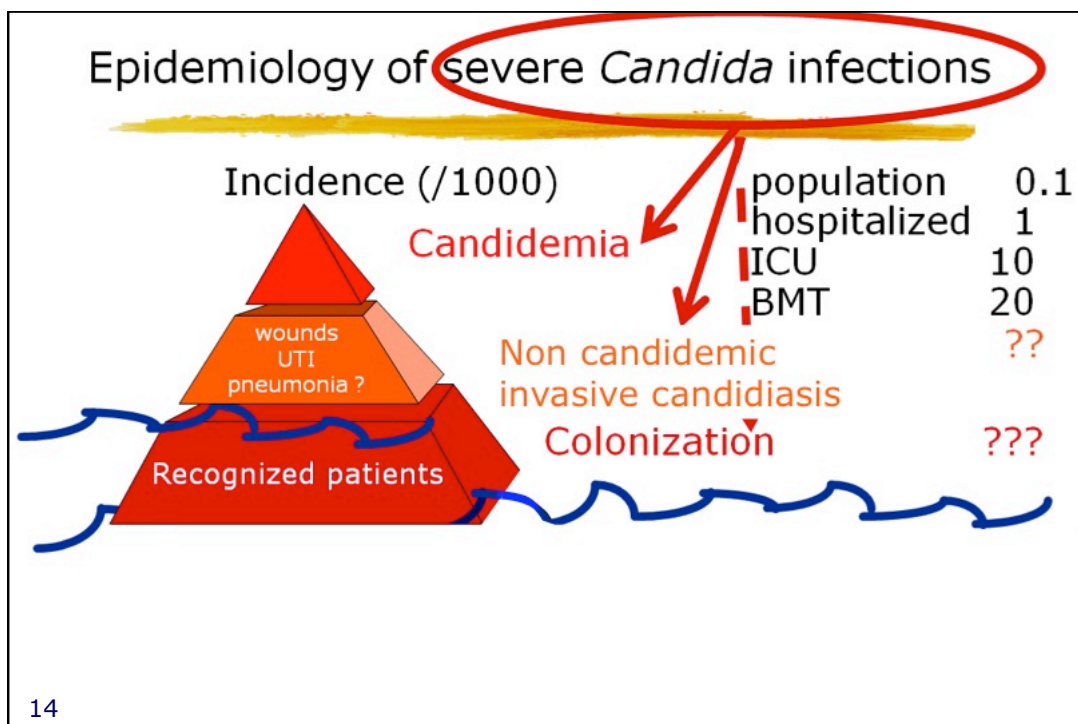 Epidemiology of severe Candida infections
Incidence (/1000)
population 0.1
hospitalized 1
Candidemia
ICU 10
BMT 20
wounds
UTI
pneumonia ?
Non candidemic
invasive candidiasis
??
Colonization ???
Recognized patients
14